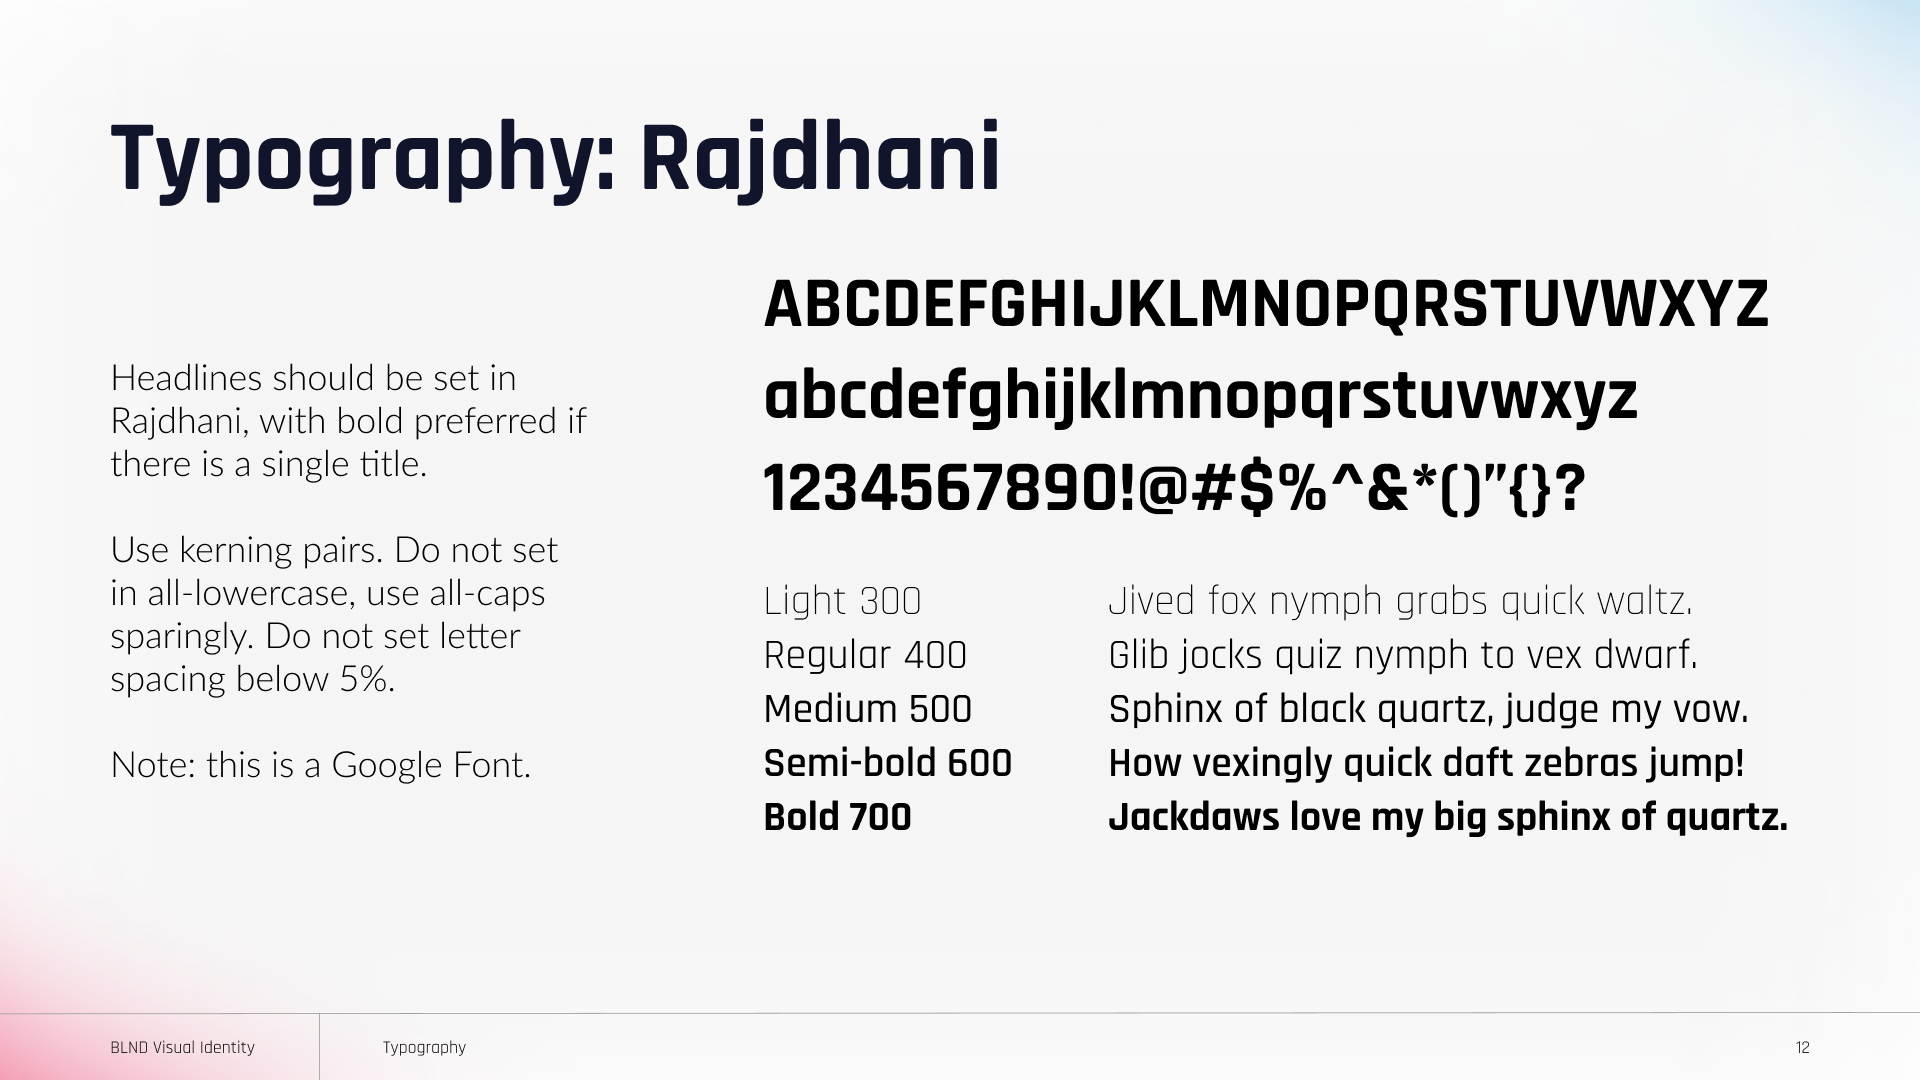 Typography: Rajdhani
Headlines should be set in
Rajdhani, with bold preferred if
there is a single title.
Use kerning pairs. Do not set
in all-lowercase, use all-caps
sparingly. Do not set letter
spacing below 5%.
Note: this is a Google Font.
ABCDEFGHIJKLMNOPQRSTUVWXYZ
abcdefghijklmnopqrstuvwxyz
1234567890!@#$%^&*()”{}?
Light 300 Jived fox nymph grabs quick waltz.
Regular 400 Glib jocks quiz nymph to vex dwarf.
Medium 500 Sphinx of black quartz, judge my vow.
Semi-bold 600 How vexingly quick daft zebras jump!
Bold 700 Jackdaws love my big sphinx of quartz.
BLND Visual Identity Typography 12